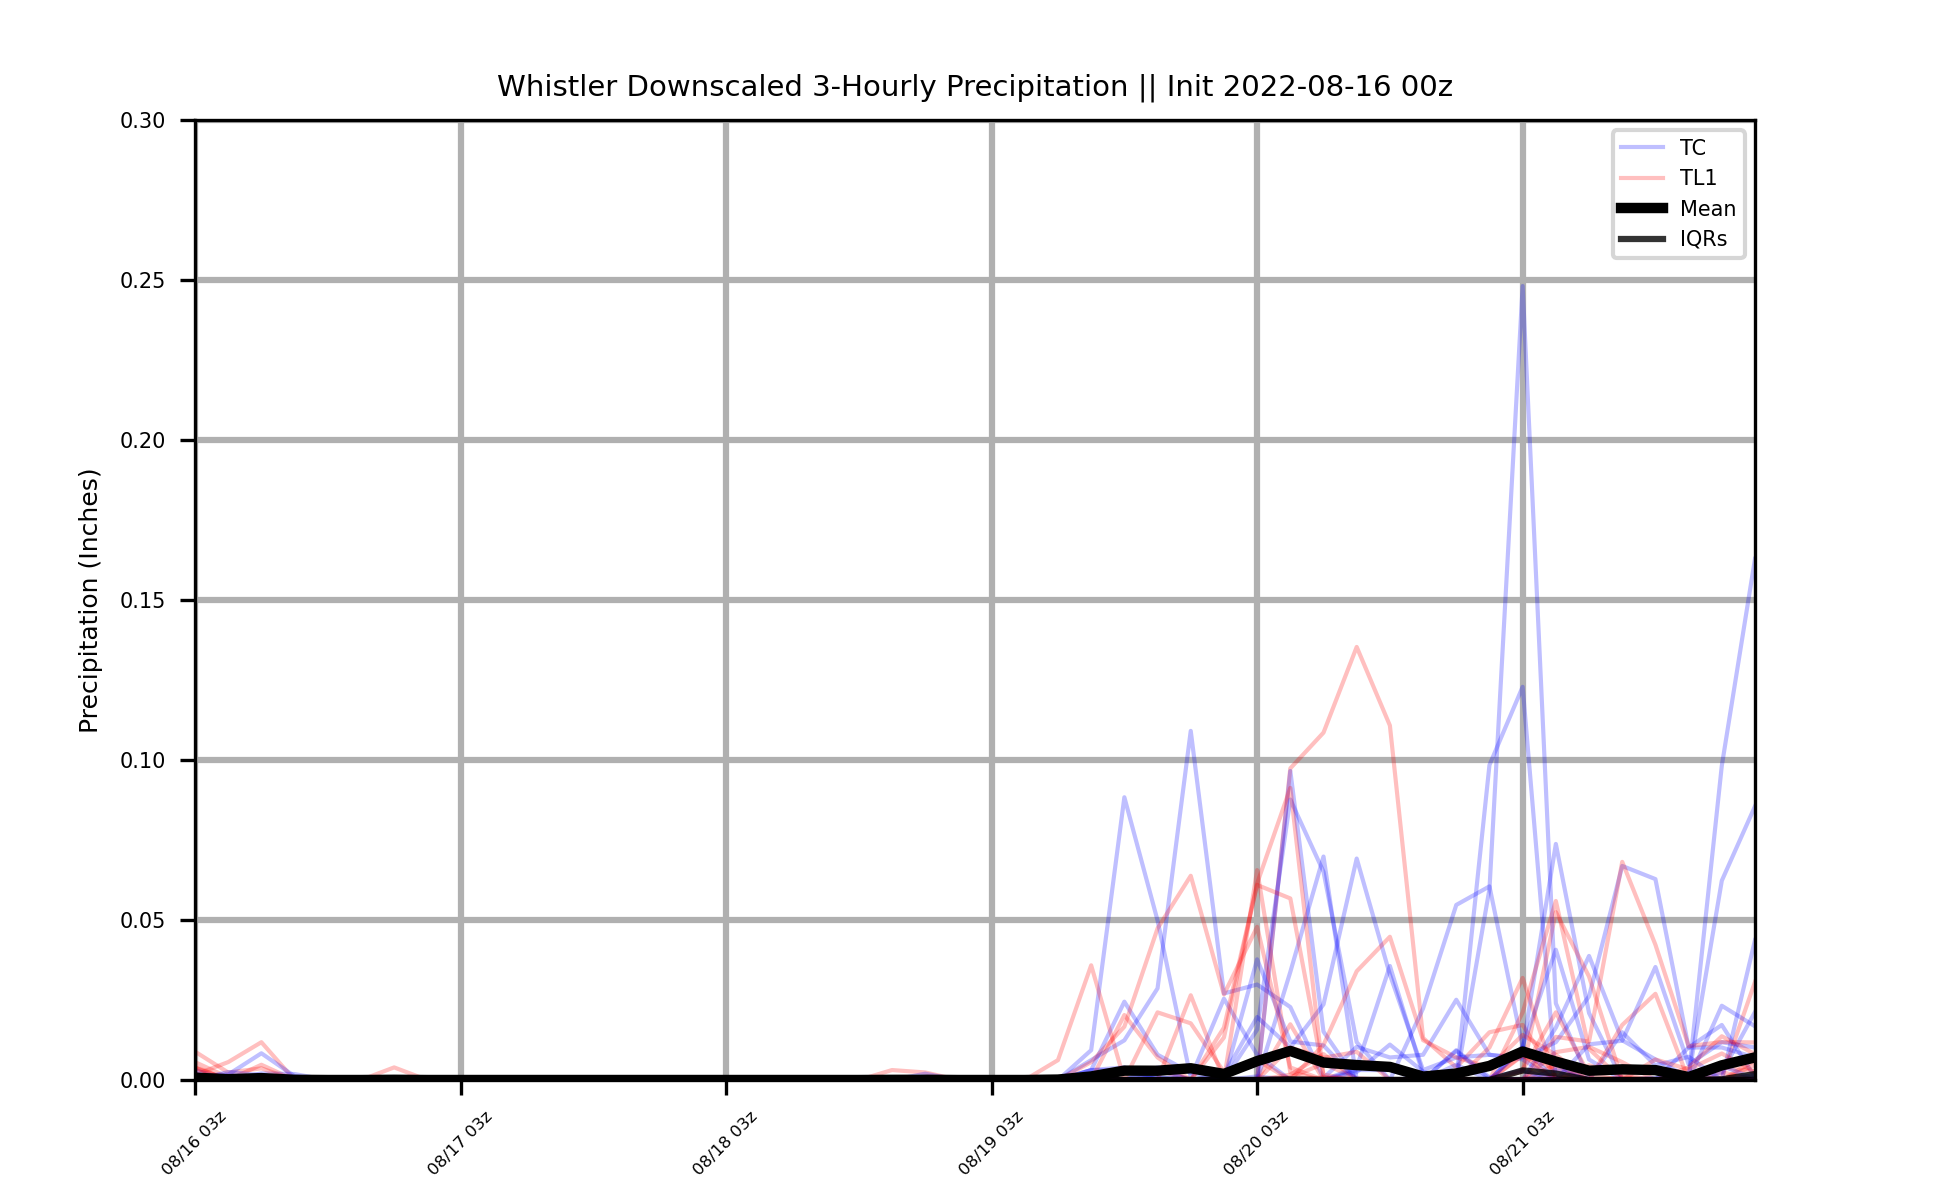 Whistler Downscaled 3-Hourly Precipitation || Init 2022-08-16 00z
0.30
0.25
0.20
0.15
0.10
0.05
0.00
Precipitation (Inches)
TC
TL1
Mean
IQRs
08/16 03z
08/17 03z
08/18 03z
08/19 03z
08/20 03z
08/21 03z